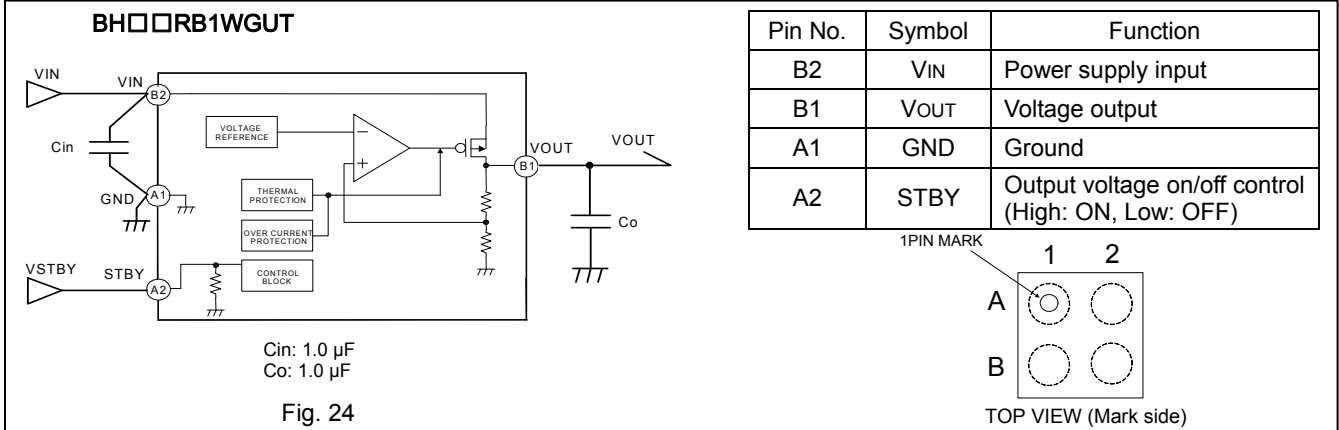 BH□□RB1WGUT
VIN
VIN
B2
Cin
GND
A1
VSTBY
STBY
A2
VOLTAGE
REFERENCE
THERMAL
PROTECTION
OVER CURRENT
PROTECTION
CONTROL
BLOCK
−
+
VOUT
B1
VOUT
Co
Cin: 1.0 µF
Co: 1.0 µF
Fig. 24
Pin No. Symbol Function
B2 VIN Power supply input
B1 VOUT Voltage output
A1 GND Ground
A2 STBY Output voltage on/off control
(High: ON, Low: OFF)
1PIN MARK
1 2
A
B
TOP VIEW (Mark side)